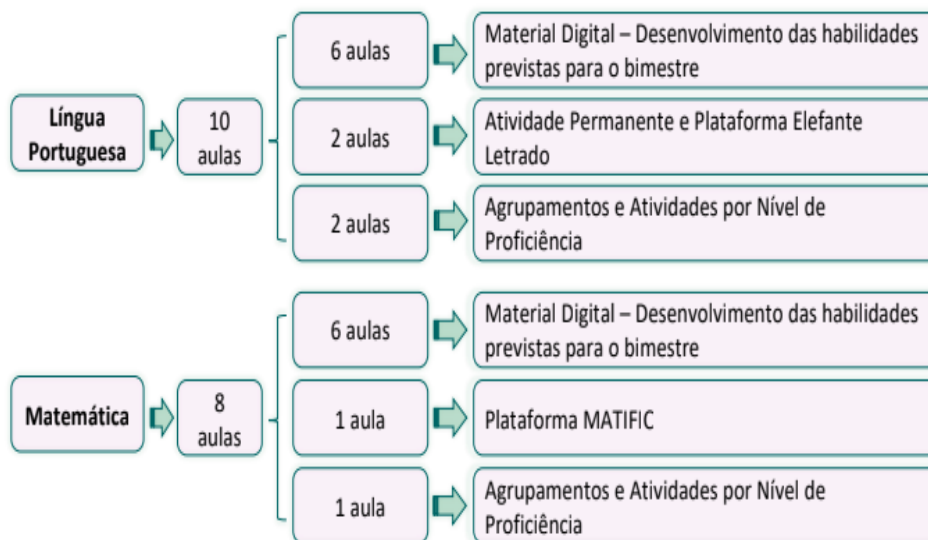 Língua
Portuguesa
10
aulas
6 aulas
Material Digital – Desenvolvimento das habilidades
previstas para o bimestre
2 aulas
Atividade Permanente e Plataforma Elefante
Letrado
2 aulas
Agrupamentos e Atividades por Nível de
Proficiência
Matemática
8
aulas
6 aulas
Material Digital – Desenvolvimento das habilidades
previstas para o bimestre
1 aula
Plataforma MATIFIC
1 aula
Agrupamentos e Atividades por Nível de
Proficiência